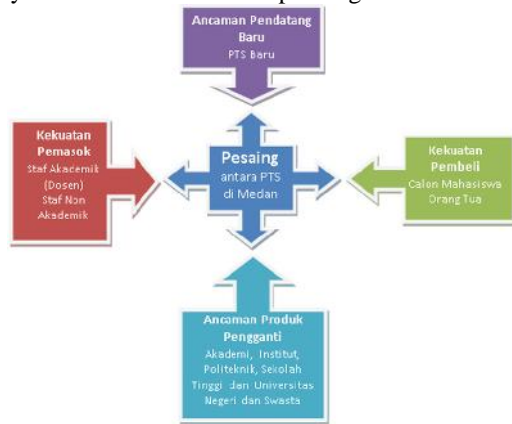 Ancaman Pendatang
Baru
PTS Baru
Kekuatan
Pemasok
Staf Akademik
(Dosen)
Staf Non
Akademik
Pesaing
antara PTS
di Medan
Kekuatan
Pembeli
Calon Mahasiswa
Orang Tua
Ancaman Produk
Pengganti
Akademi, Institut,
Politeknik, Sekolah
Tinggi dan Universitas
Negeri dan Swasta